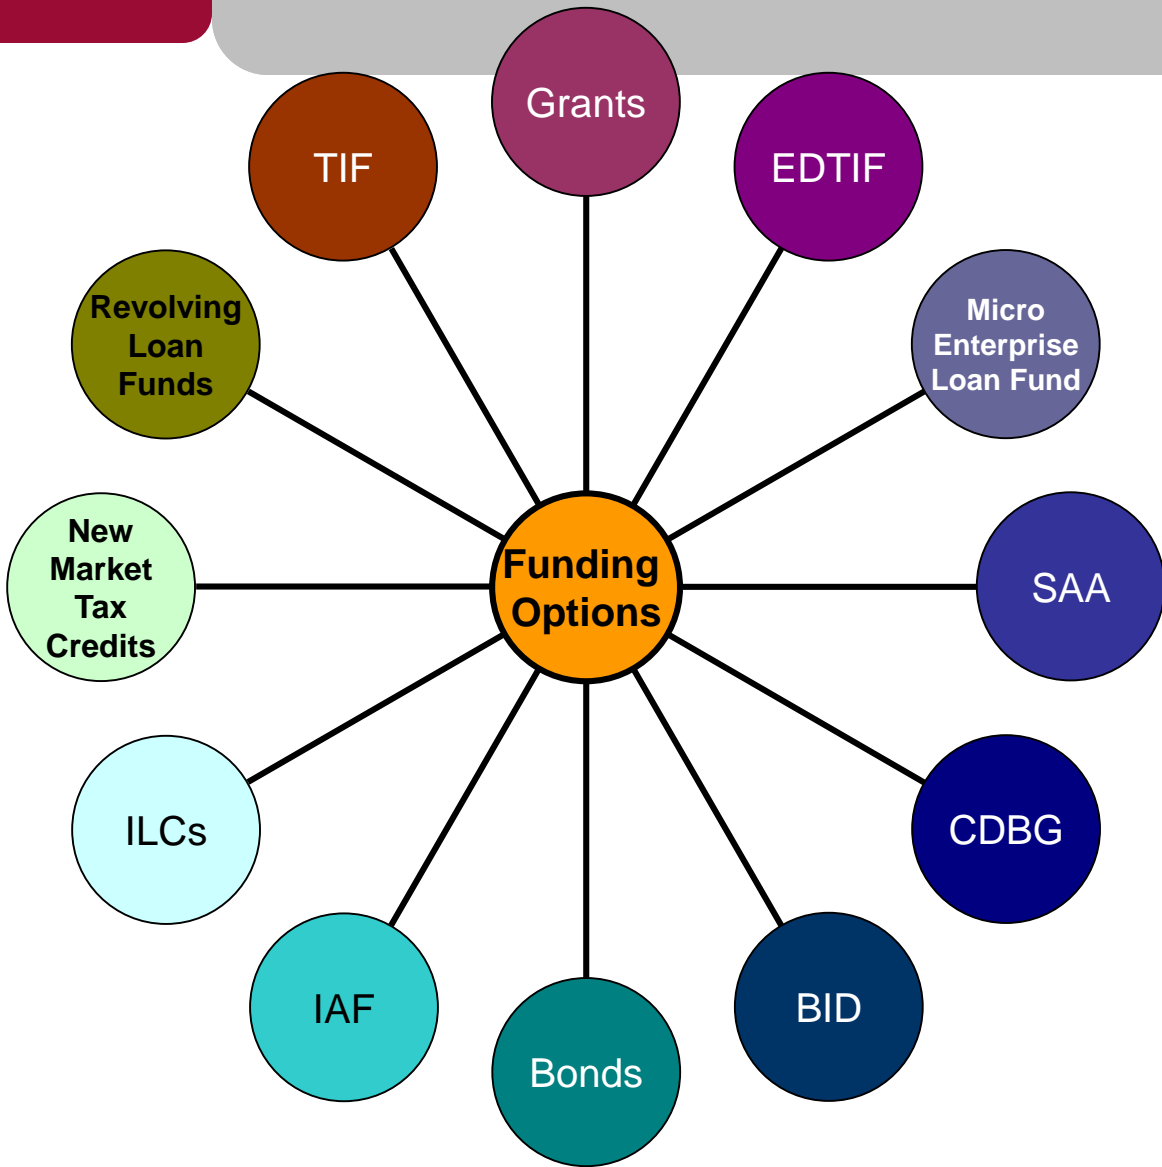 Grants
TIF
EDTIF
Revolving
Loan
Funds
Micro
Enterprise
Loan Fund
New
Market
Tax
Credits
Funding
Options
SAA
ILCs
CDBG
IAF
BID
Bonds